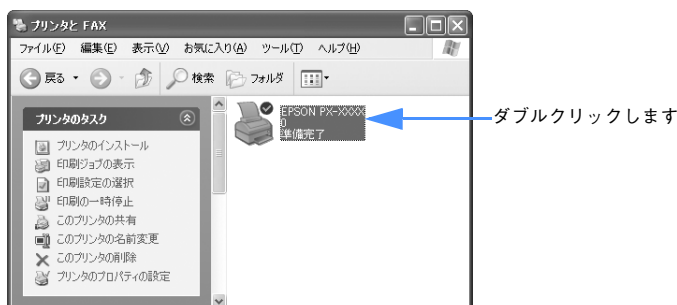 プリンタと FAX
ファイル(F) 編集(E) 表示(V) お気に入り(A) ツール(T) ヘルプ(H)
戻る 検索 フォルダ
プリンタのタスク
プリンタのインストール
印刷ジョブの表示
印刷設定の選択
印刷の一時停止
このプリンタの共有
このプリンタの名前変更
このプリンタの削除
プリンタのプロパティの設定
EPSON PX-XXXX
0
準備完了
ダブルクリックします